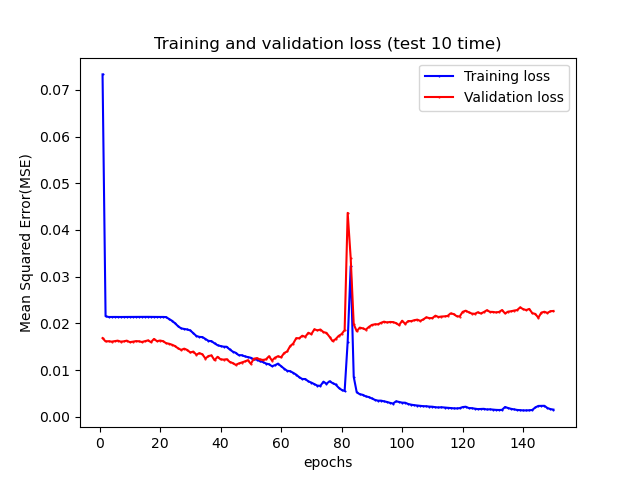 Training and validation loss (test 10 time)
Training loss
Validation loss
Mean Squared Error(MSE)
0.07
0.06
0.05
0.04
0.03
0.02
0.01
0.00
0 20 40 60 80 100 120 140
epochs